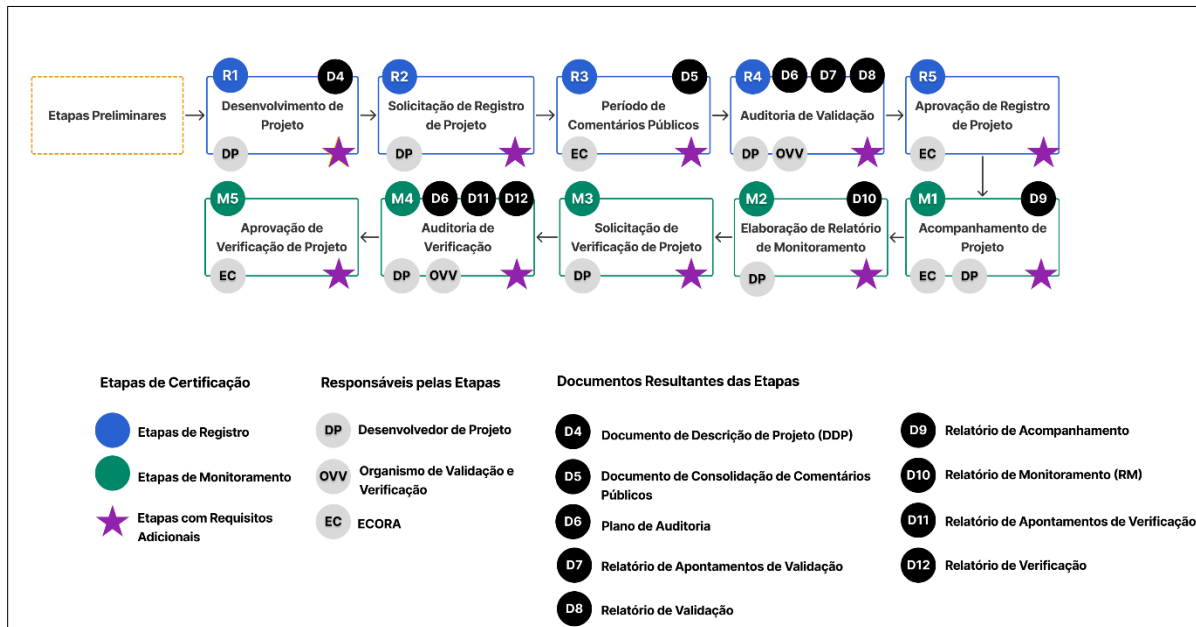 R1
D4
R2
R3
D5
R4
D6
D7
D8
R5
Etapas Preliminares
Desenvolvimento de
Projeto
Solicitação de Registro
de Projeto
Período de
Comentários Públicos
Auditoria de Validação
Aprovação de Registro
de Projeto
DP
DP
EC
DP
OVV
EC
M5
M4
D6
D11
D12
M3
M2
D10
M1
D9
Aprovação de
Verificação de Projeto
Auditoria de
Verificação
Solicitação de
Verificação de Projeto
Elaboração de Relatório
de Monitoramento
Acompanhamento de
Projeto
EC
DP
OVV
DP
DP
EC
DP
Etapas de Certificação
Etapas de Registro
Etapas de Monitoramento
Etapas com Requisitos
Adicionais
Responsáveis pelas Etapas
DP
Desenvolvedor de Projeto
OVV
Organismo de Validação e
Verificação
EC
ECORA
Documentos Resultantes das Etapas
D4
Documento de Descrição de Projeto (DDP)
D5
Documento de Consolidação de Comentários
Públicos
D6
Plano de Auditoria
D7
Relatório de Apontamentos de Validação
D8
Relatório de Validação
D9
Relatório de Acompanhamento
D10
Relatório de Monitoramento (RM)
D11
Relatório de Apontamentos de Verificação
D12
Relatório de Verificação